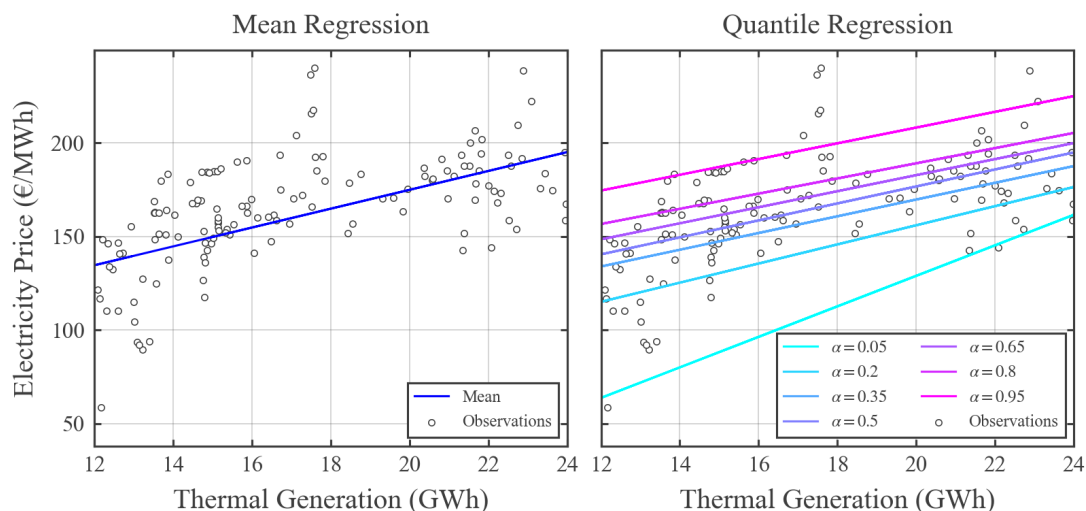 Mean Regression
Quantile Regression
Electricity Price (€/MWh)
200
150
100
50
Mean
Observations
α = 0.05
α = 0.65
α = 0.2
α = 0.8
α = 0.35
α = 0.95
α = 0.5
Observations
12 14 16 18 20 22 24
12 14 16 18 20 22 24
Thermal Generation (GWh)
Thermal Generation (GWh)